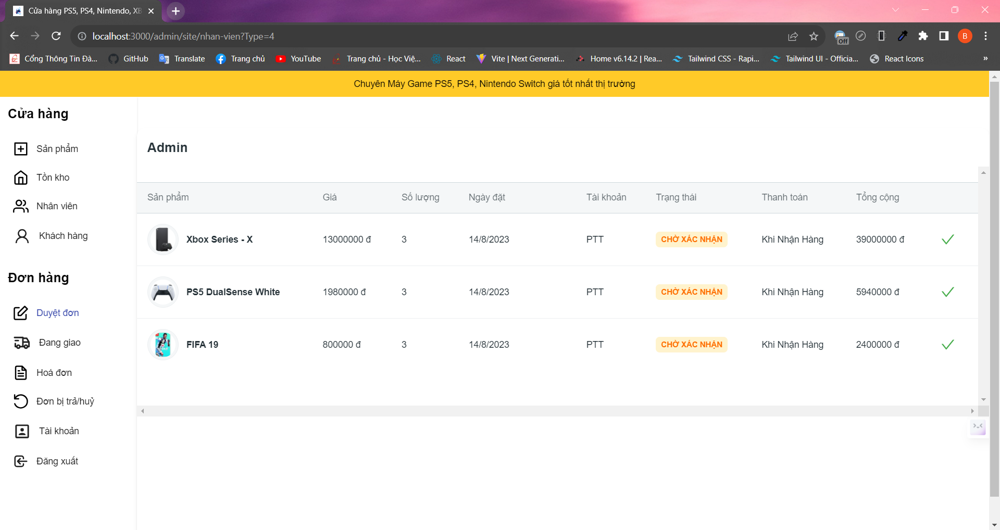 Cửa hàng PS5, PS4, Nintendo, XB
localhost:3000/admin/site/nhan-vien?Type=4
Off
B
Cổng Thông Tin Đà...
GitHub
Translate
Trang chủ
YouTube
Trang chủ - Học Việ...
React
Vite | Next Generati...
Home v6.14.2 | Rea...
Tailwind CSS - Rapi...
Tailwind UI - Officia...
React Icons
»
Chuyên Máy Game PS5, PS4, Nintendo Switch giá tốt nhất thị trường
Cửa hàng
Sản phẩm
Tồn kho
Nhân viên
Khách hàng
Đơn hàng
Duyệt đơn
Đang giao
Hoá đơn
Đơn bị trả/huỷ
Tài khoản
Đăng xuất
Admin
Sản phẩm Giá Số lượng Ngày đặt Tài khoản Trạng thái Thanh toán Tổng cộng
Xbox Series - X 13000000 đ 3 14/8/2023 PTT CHỜ XÁC NHẬN Khi Nhận Hàng 39000000 đ
PS5 DualSense White 1980000 đ 3 14/8/2023 PTT CHỜ XÁC NHẬN Khi Nhận Hàng 5940000 đ
FIFA 19 800000 đ 3 14/8/2023 PTT CHỜ XÁC NHẬN Khi Nhận Hàng 2400000 đ